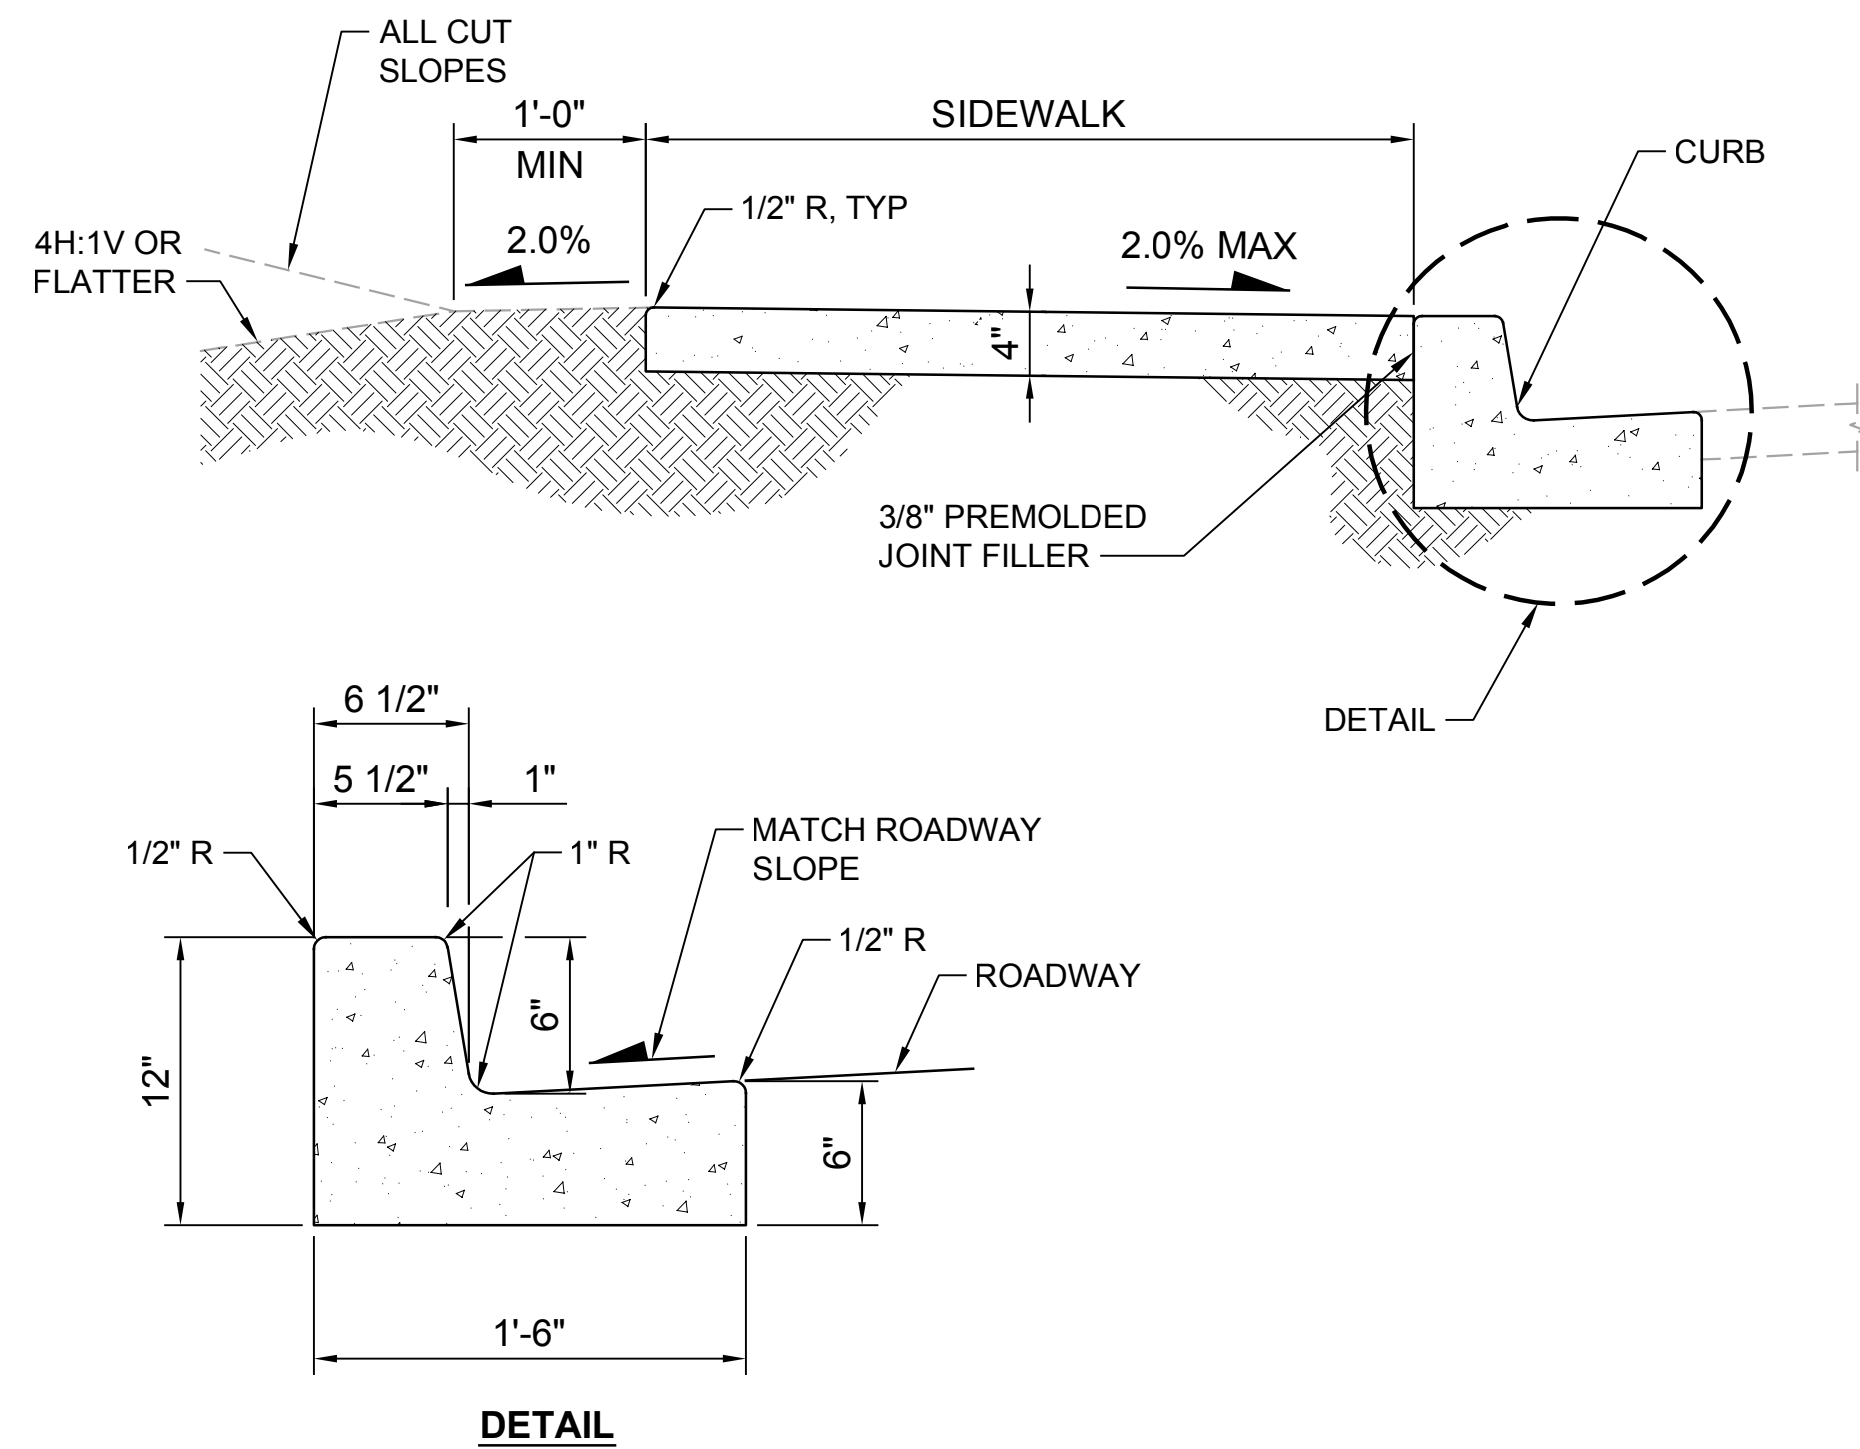 ALL CUT
SLOPES
1'-0"
MIN
SIDEWALK
CURB
1/2" R, TYP
4H:1V OR
FLATTER
2.0%
2.0% MAX
4"
3/8" PREMOLDED
JOINT FILLER
DETAIL
6 1/2"
5 1/2"
1"
1/2" R
1" R
MATCH ROADWAY
SLOPE
1/2" R
ROADWAY
6"
12"
6"
1'-6"
DETAIL